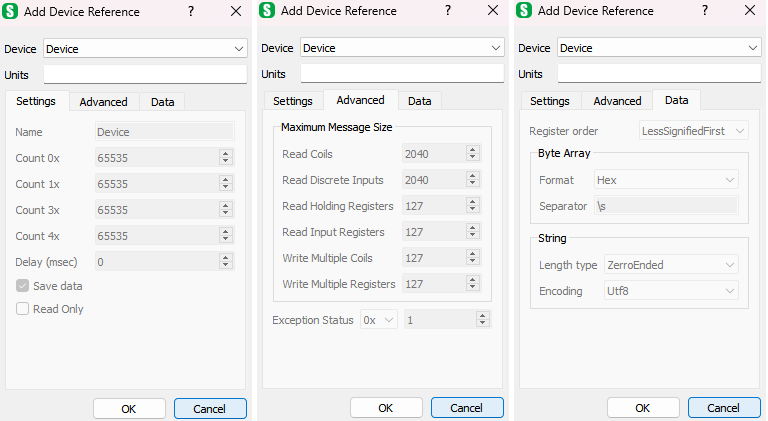 Add Device Reference ?
Device Device
Units
Settings Advanced Data
Name Device
Count 0x 65535
Count 1x 65535
Count 3x 65535
Count 4x 65535
Delay (msec) 0
Save data
Read Only
OK Cancel
Add Device Reference ?
Device Device
Units
Settings Advanced Data
Maximum Message Size
Read Coils 2040
Read Discrete Inputs 2040
Read Holding Registers 127
Read Input Registers 127
Write Multiple Coils 127
Write Multiple Registers 127
Exception Status 0x 1
OK Cancel
Add Device Reference ?
Device Device
Units
Settings Advanced Data
Register order LessSignifiedFirst
Byte Array
Format Hex
Separator \s
String
Length type ZerroEnded
Encoding Utf8
OK Cancel